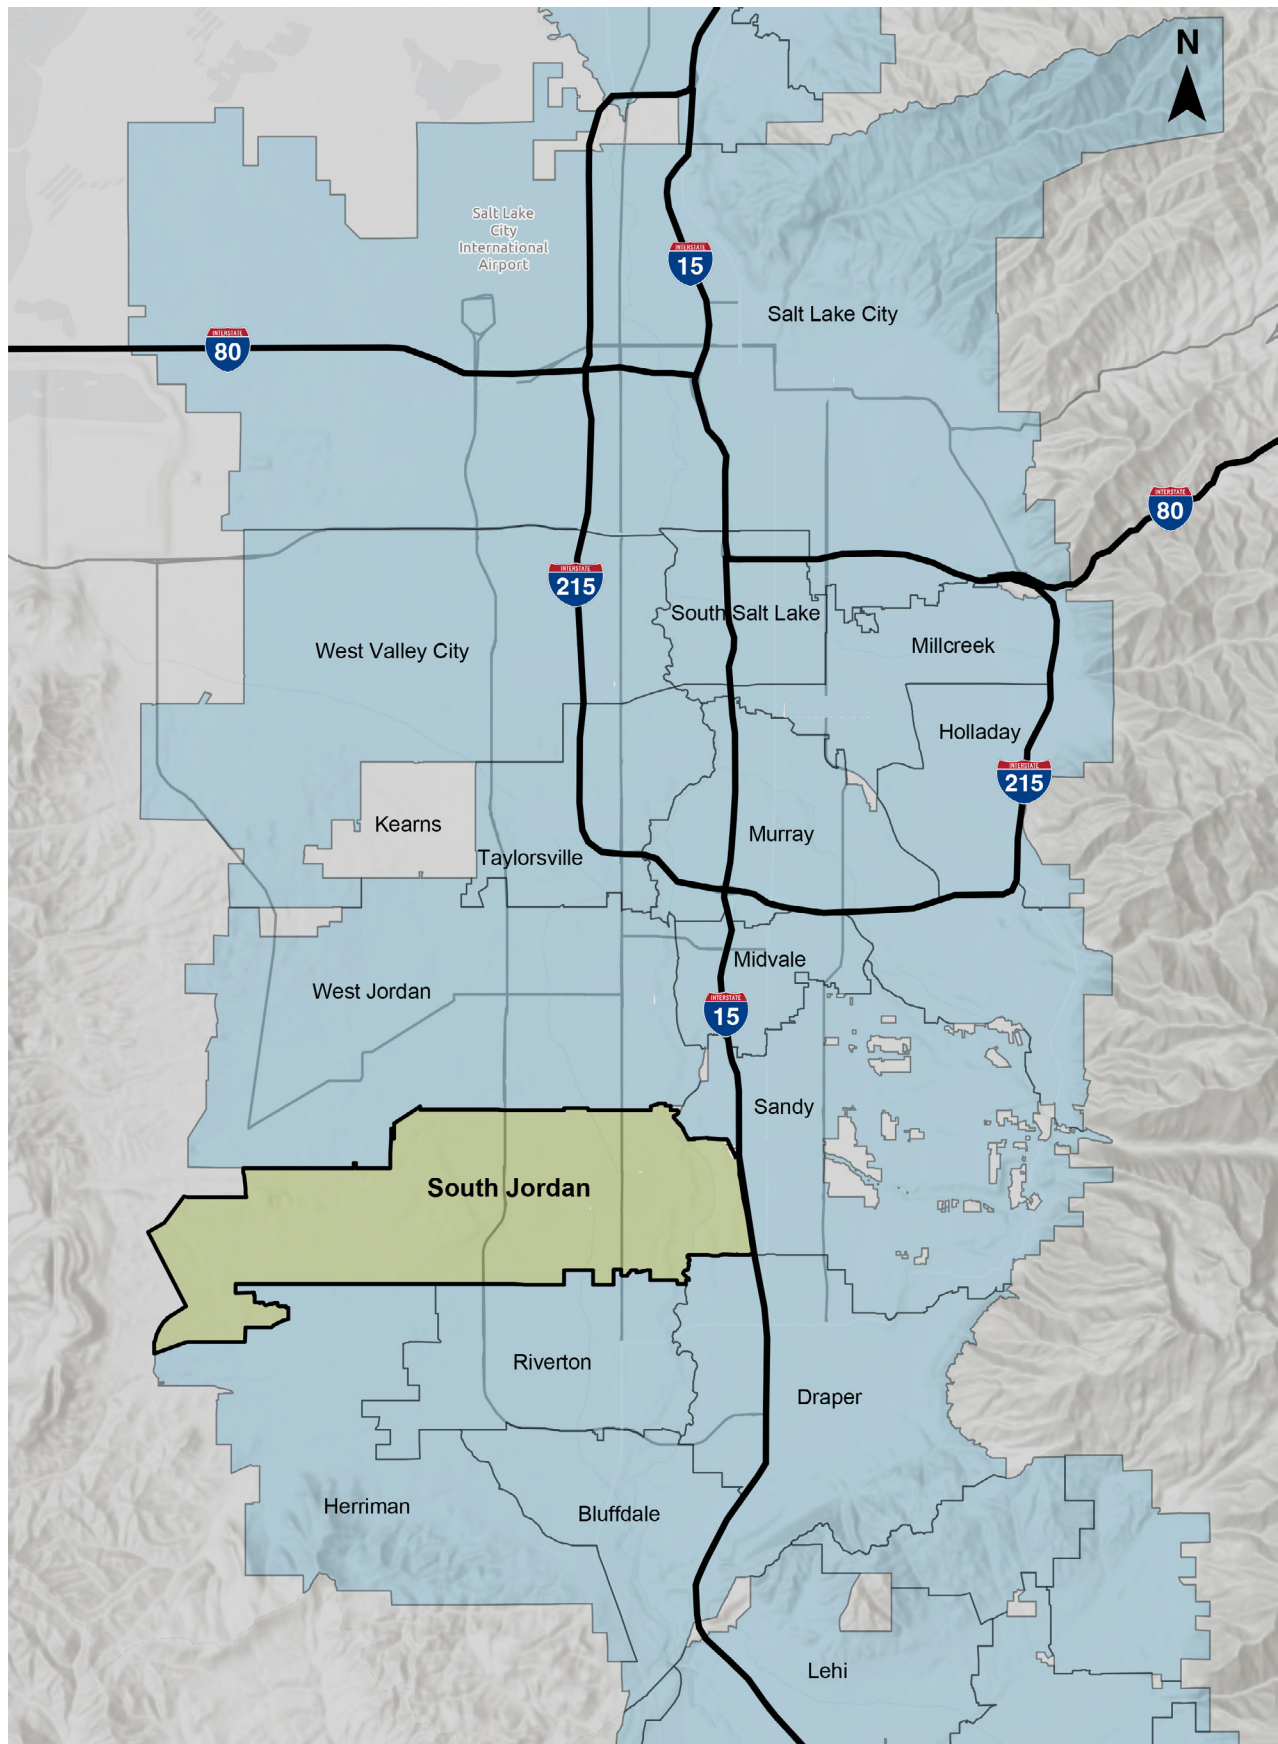 N
Salt Lake
City
International
Airport
INTERSTATE
15
Salt Lake City
INTERSTATE
80
INTERSTATE
80
INTERSTATE
215
South Salt Lake
Millcreek
West Valley City
Holladay
INTERSTATE
215
Kearns
Murray
Taylorsville
Midvale
West Jordan
INTERSTATE
15
Sandy
South Jordan
Riverton
Draper
Herriman
Bluffdale
Lehi